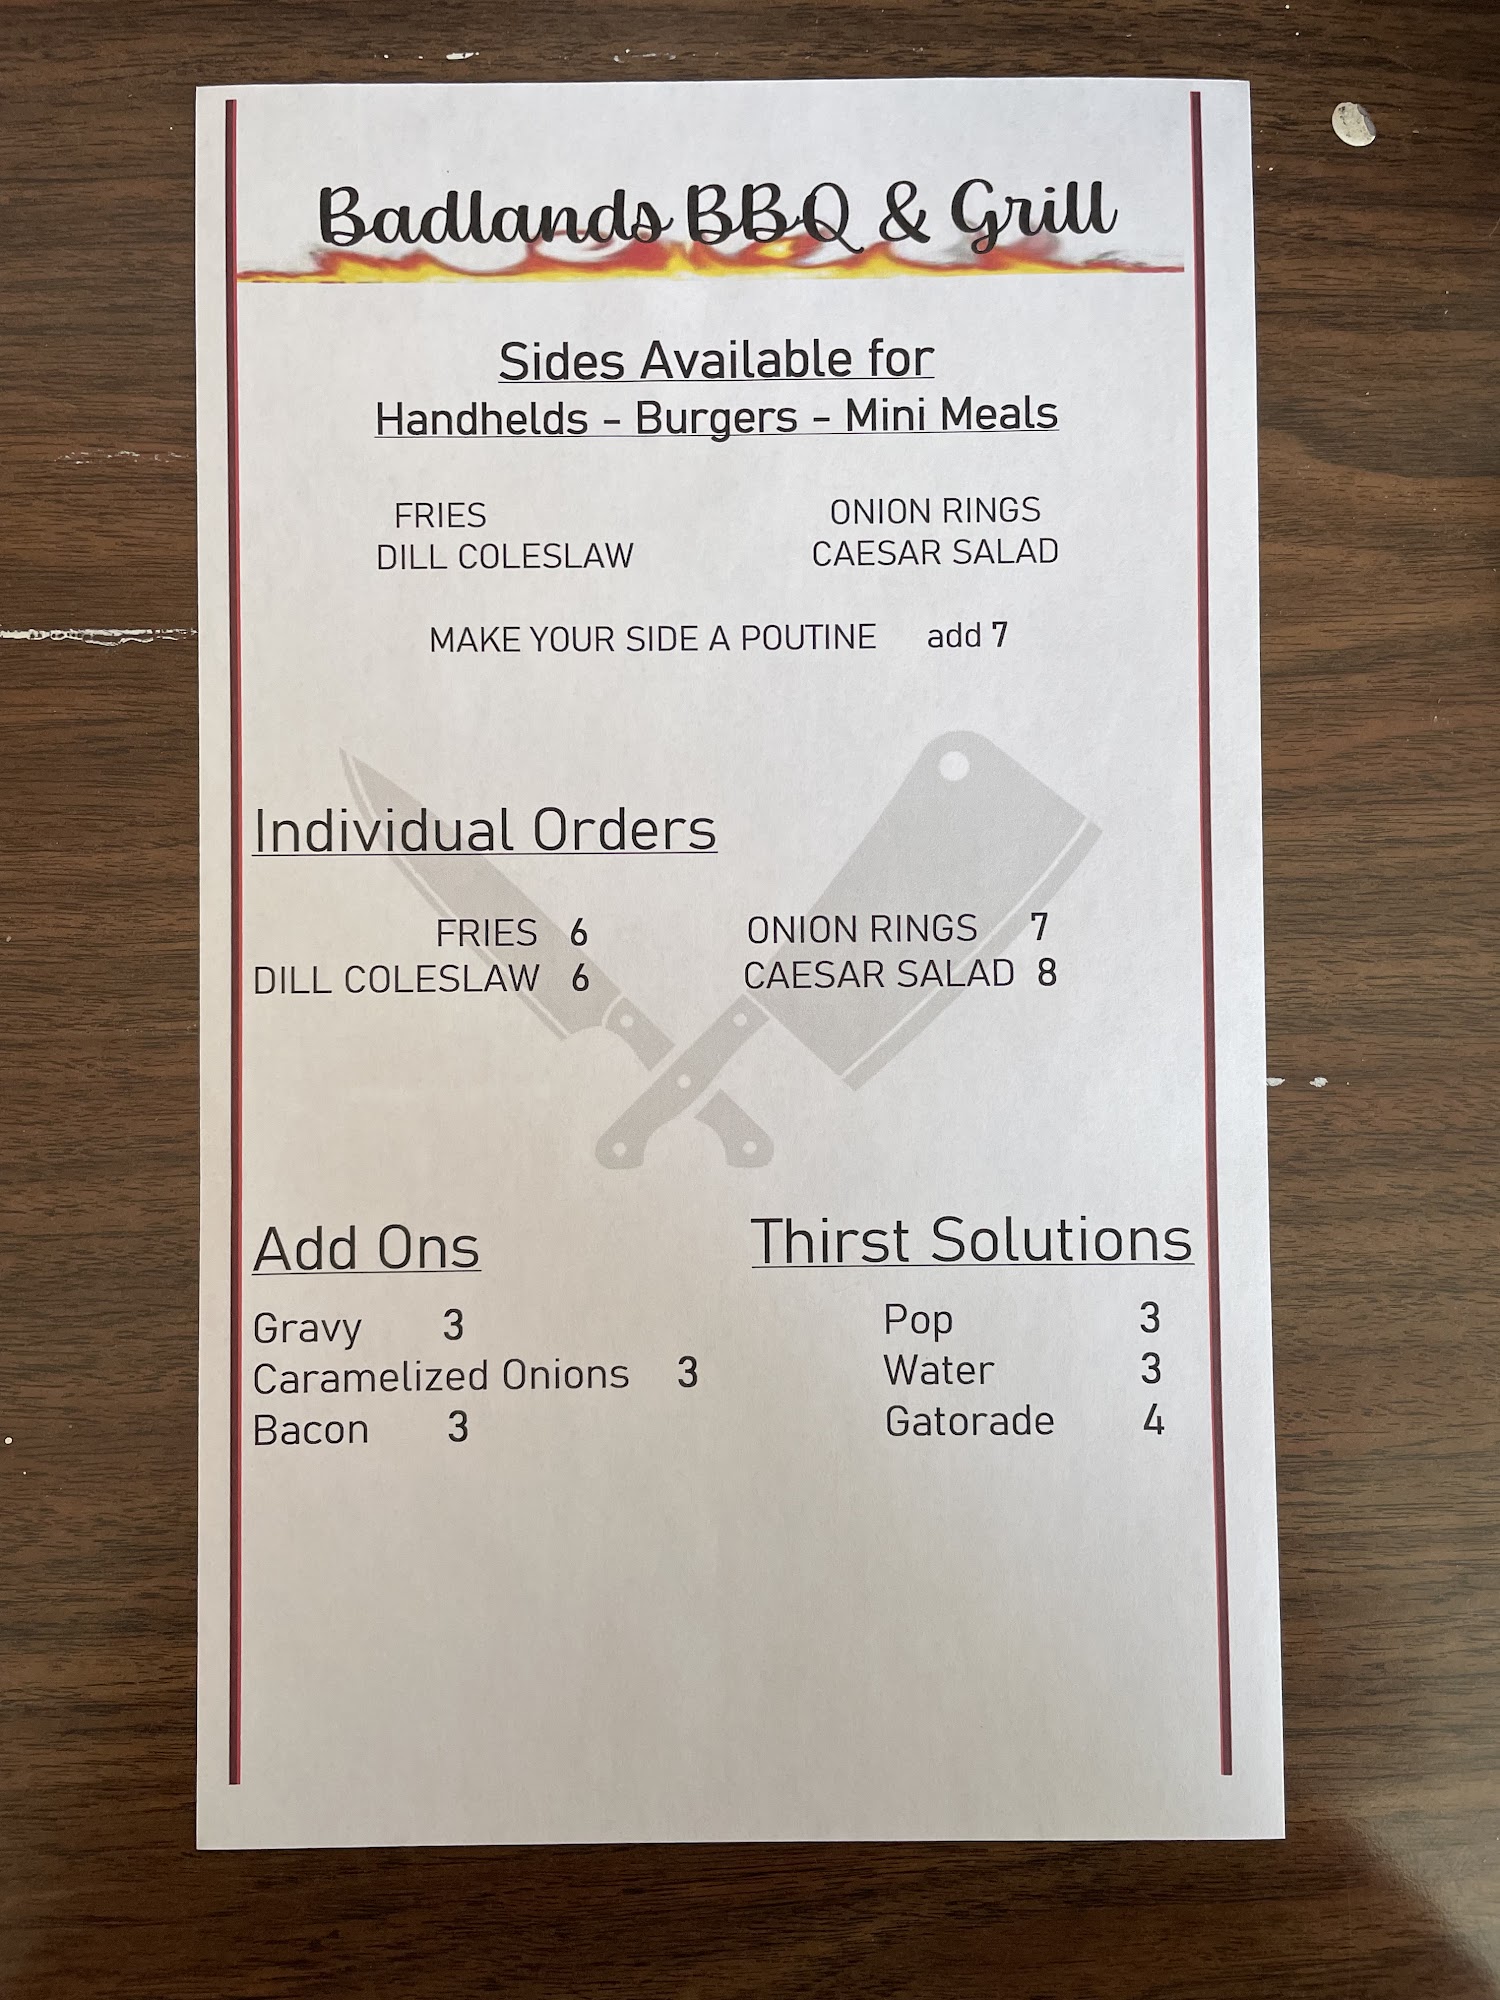 Badlands BBQ & Grill
Sides Available for
Handhelds - Burgers - Mini Meals
FRIES ONION RINGS
DILL COLESLAW CAESAR SALAD
MAKE YOUR SIDE A POUTINE add 7
Individual Orders
FRIES 6 ONION RINGS 7
DILL COLESLAW 6 CAESAR SALAD 8
Add Ons
Gravy 3
Caramelized Onions 3
Bacon 3
Thirst Solutions
Pop 3
Water 3
Gatorade 4